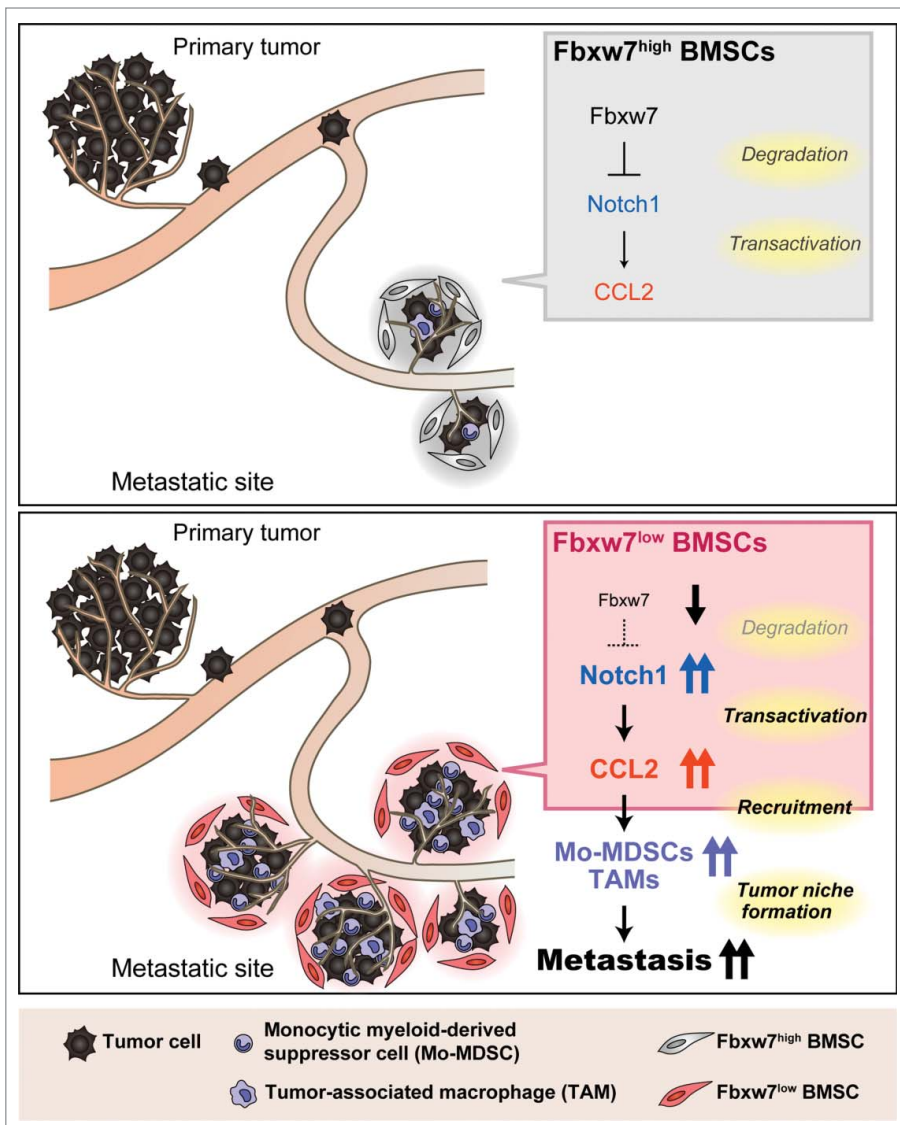 Primary tumor
Fbxw7high BMSCs
Fbxw7
Degradation
Notch1
Transactivation
CCL2
Metastatic site
Primary tumor
Fbxw7low BMSCs
Fbxw7
Degradation
Notch1
Transactivation
CCL2
Recruitment
Mo-MDSCs
TAMs
Tumor niche
formation
Metastatic site
Metastasis
Tumor cell
Monocytic myeloid-derived
suppressor cell (Mo-MDSC)
Tumor-associated macrophage (TAM)
Fbxw7high BMSC
Fbxw7low BMSC